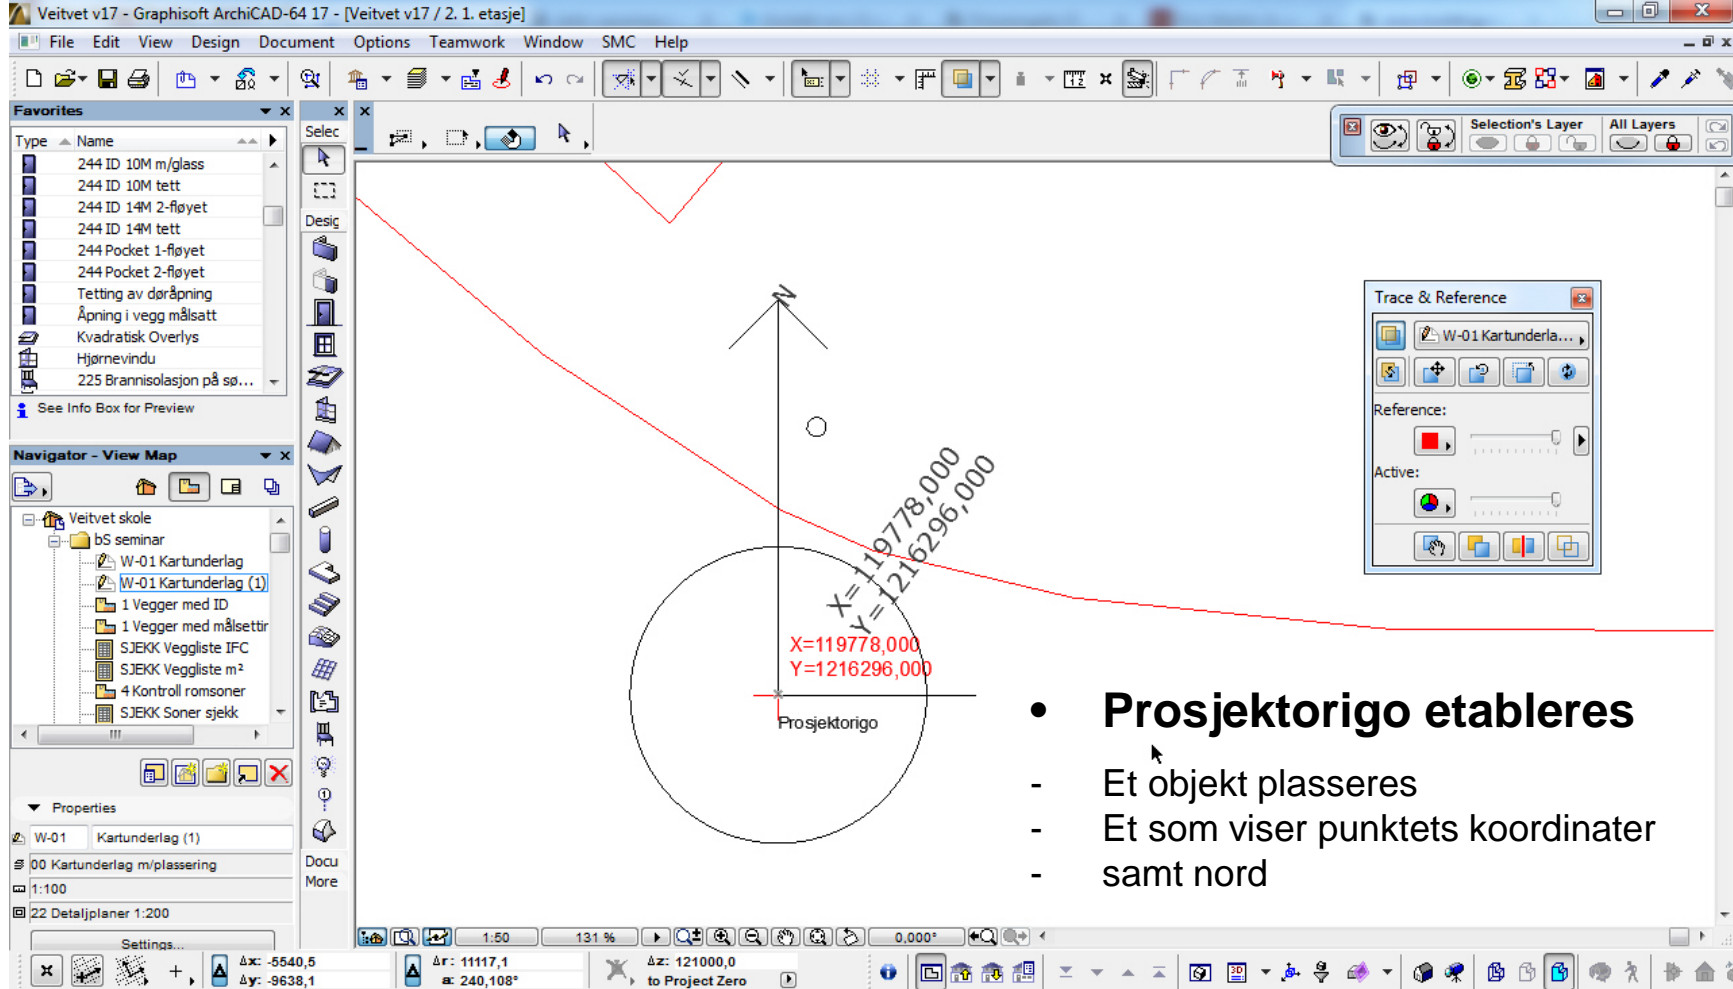 Veitvet v17 - Graphisoft ArchiCAD-64 17 - [Veitvet v17 / 2. 1. etasje]
File Edit View Design Document Options Teamwork Window SMC Help
Favorites
Type Name
244 ID 10M m/glass
244 ID 10M tett
244 ID 14M 2-fløyet
244 ID 14M tett
244 Pocket 1-fløyet
244 Pocket 2-fløyet
Tetting av døråpning
Åpning i vegg målsatt
Kvadratisk Overlys
Hjørnevindu
225 Brannisolasjon på sø...
See Info Box for Preview
Navigator - View Map
Veitvet skole
bS seminar
W-01 Kartunderlag
W-01 Kartunderlag (1)
1 Vegger med ID
1 Vegger med målsettir
SJEKK Veggliste IFC
SJEKK Veggliste m²
4 Kontroll romsoner
SJEKK Soner sjekk
Properties
W-01 Kartunderlag (1)
00 Kartunderlag m/plassering
1:100
22 Detaljplaner 1:200
Settings...
Selec
Desig
Docu
More
Selection's Layer
All Layers
N
X=119778,000
Y=1216296,000
X=119778,000
Y=1216296,000
Prosjektorigo
Trace & Reference
W-01 Kartunderla...
Reference:
Active:
• Prosjektorigo etableres
- Et objekt plasseres
- Et som viser punktets koordinater
- samt nord
1:50 131 % 0,000°
Δx: -5540,5
Δy: -9638,1
Δr: 11117,1
a: 240,108°
Δz: 121000,0
to Project Zero